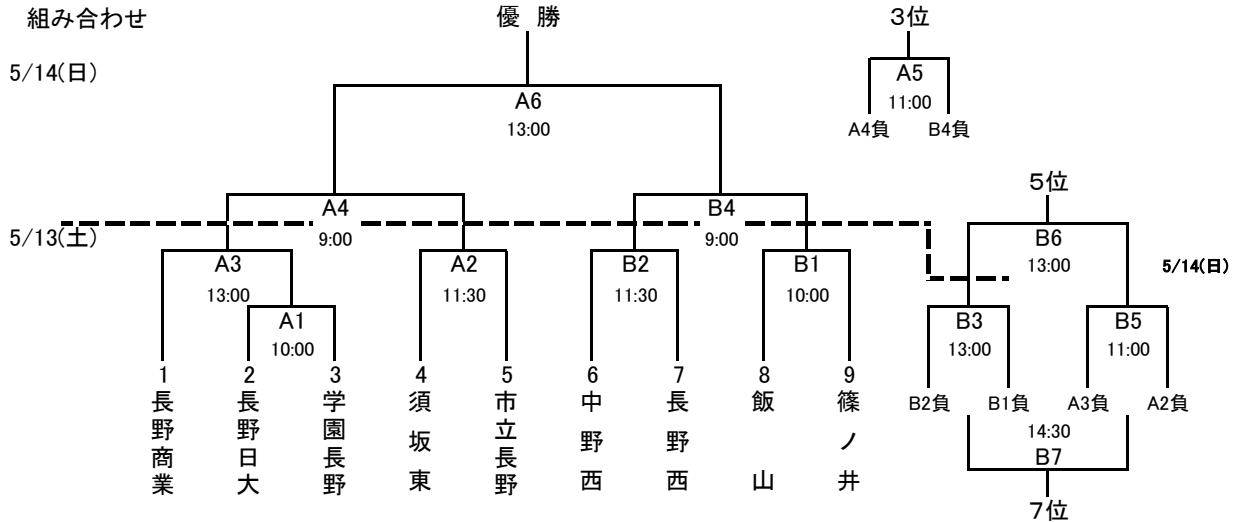 組み合わせ
優 勝
3位
5/14(日)
A6
13:00
A5
11:00
A4負 B4負
5位
A4
9:00
B4
9:00
5/13(土)
B6
13:00
5/14(日)
A3
13:00
A2
11:30
B2
11:30
B1
10:00
A1
10:00
B3
13:00
B5
11:00
B2負 B1負 A3負 A2負
14:30
B7
7位
1 長野商業
2 長野日大
3 学園長野
4 須坂東
5 市立長野
6 中野西
7 長野西
8 飯山
9 篠ノ井